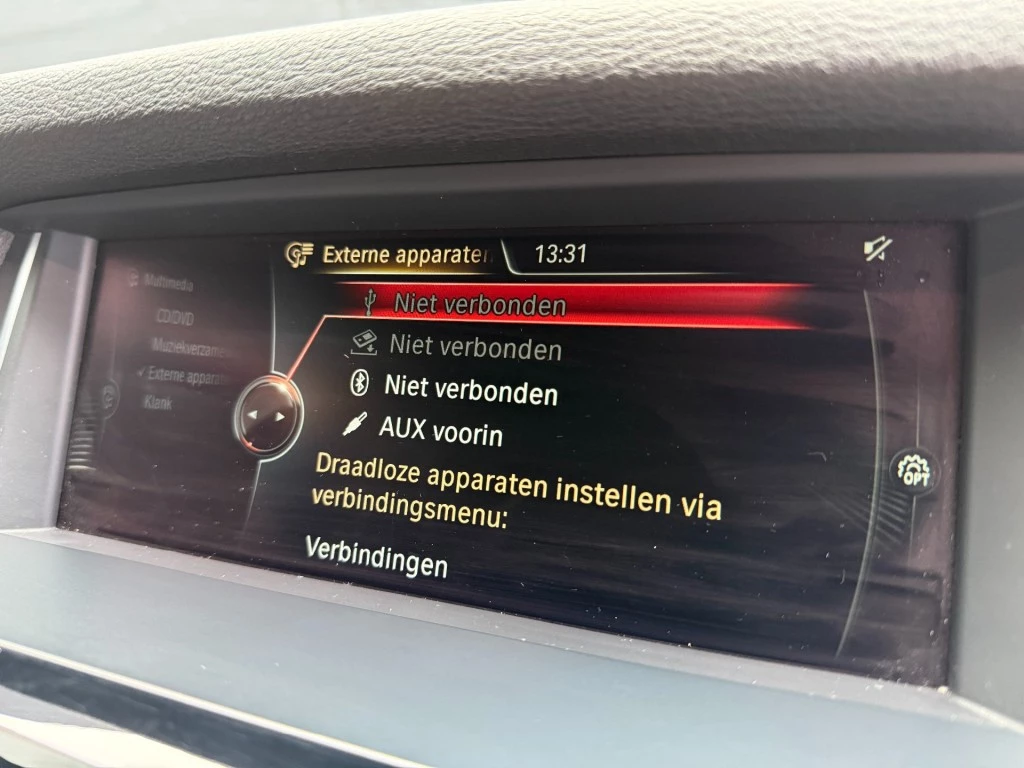 Externe apparaten
13:31
Multimedia
CD/DVD
Muziekverzame
Externe appara
Klank
Niet verbonden
Niet verbonden
Niet verbonden
AUX voorin
Draadloze apparaten instellen via
verbindingsmenu:
Verbindingen
OPT